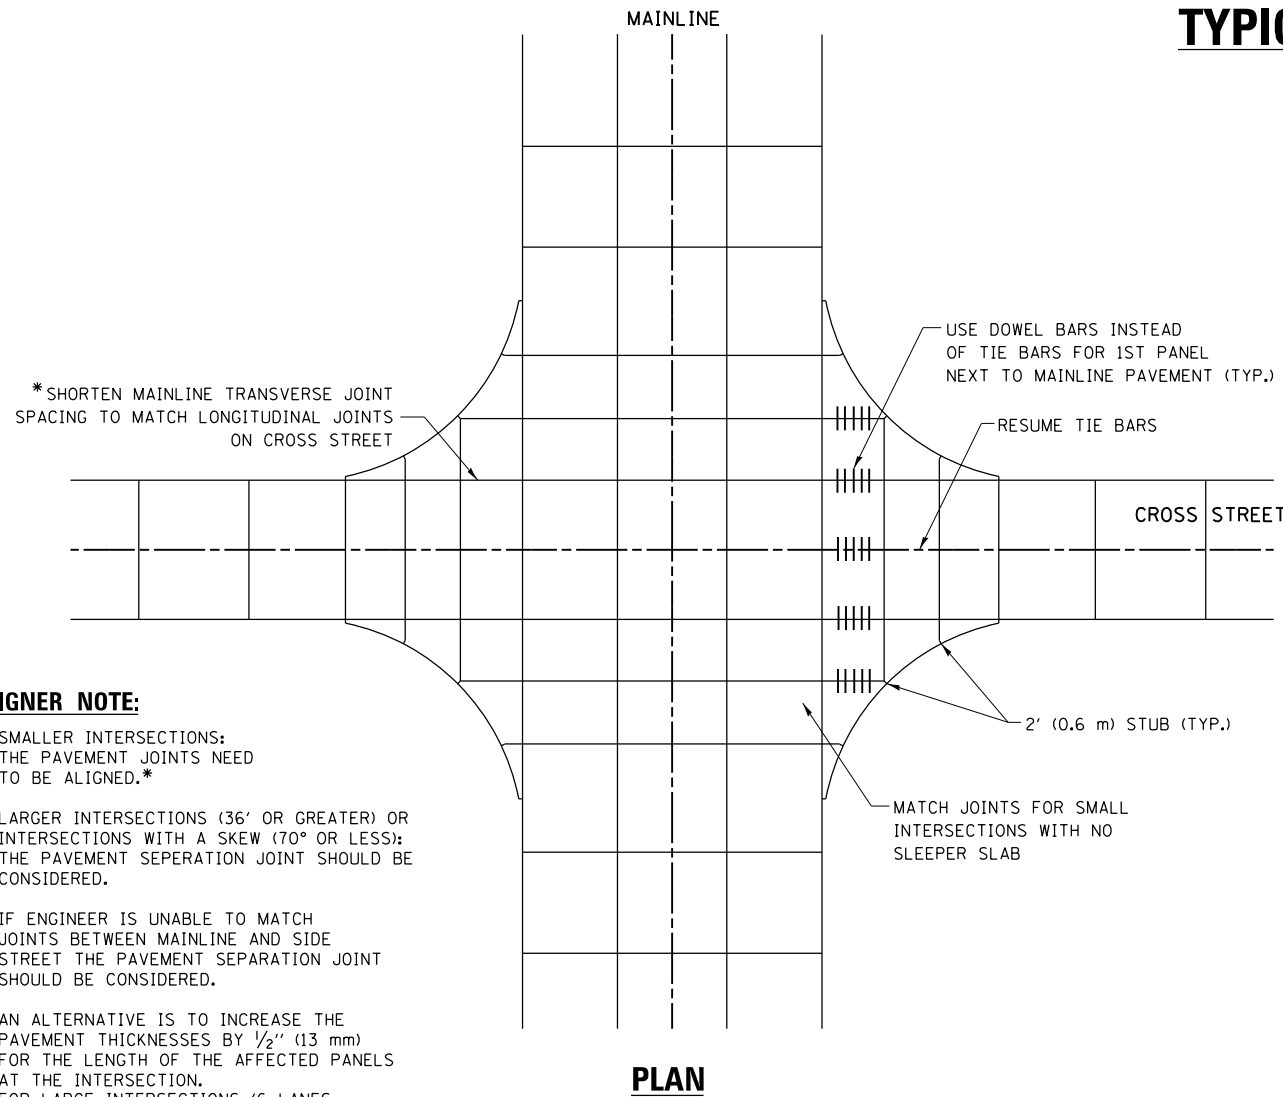 MAINLINE
TYPIC
USE DOWEL BARS INSTEAD
OF TIE BARS FOR 1ST PANEL
NEXT TO MAINLINE PAVEMENT (TYP.)
*SHORTEN MAINLINE TRANSVERSE JOINT
SPACING TO MATCH LONGITUDINAL JOINTS
ON CROSS STREET
RESUME TIE BARS
CROSS STREET
IGNER NOTE:
SMALLER INTERSECTIONS:
THE PAVEMENT JOINTS NEED
TO BE ALIGNED.*
LARGER INTERSECTIONS (36' OR GREATER) OR
INTERSECTIONS WITH A SKEW (70° OR LESS):
THE PAVEMENT SEPERATION JOINT SHOULD BE
CONSIDERED.
IF ENGINEER IS UNABLE TO MATCH
JOINTS BETWEEN MAINLINE AND SIDE
STREET THE PAVEMENT SEPARATION JOINT
SHOULD BE CONSIDERED.
AN ALTERNATIVE IS TO INCREASE THE
PAVEMENT THICKNESSES BY 1/2'' (13 mm)
FOR THE LENGTH OF THE AFFECTED PANELS
AT THE INTERSECTION.
FOR LARGE INTERSECTIONS (6 LANES
2' (0.6 m) STUB (TYP.)
MATCH JOINTS FOR SMALL
INTERSECTIONS WITH NO
SLEEPER SLAB
PLAN